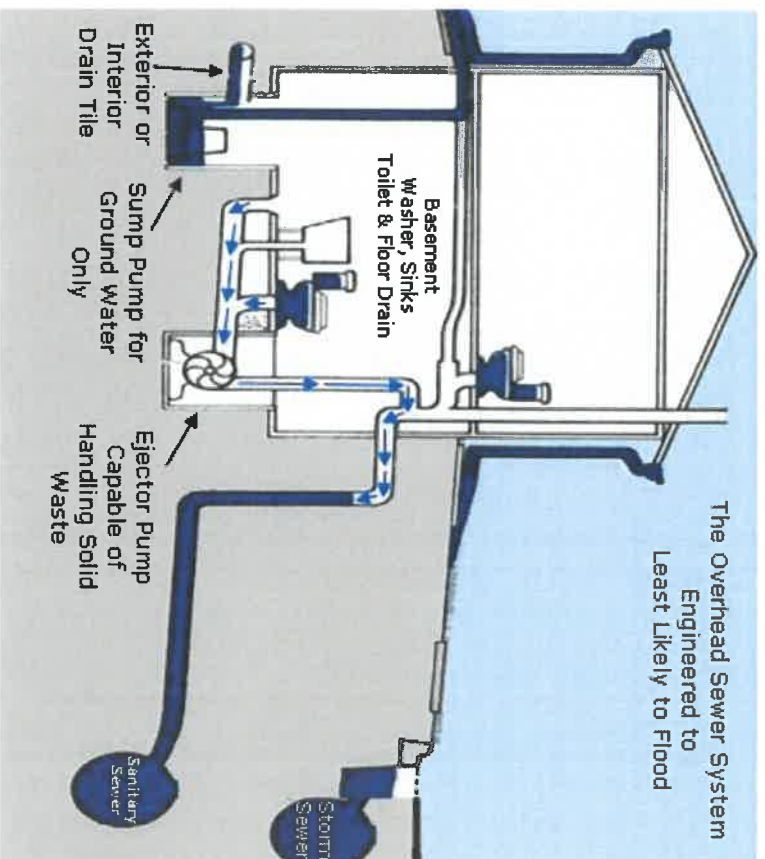 The Overhead Sewer System
Engineered to
Least Likely to Flood
Basement
Washer, Sinks
Toilet & Floor Drain
Exterior or
Interior
Drain Tile
Sump Pump for
Ground Water
Only
Ejector Pump
Capable of
Handling Solid
Waste
Sanitary
Sewer
Storm
Sewer